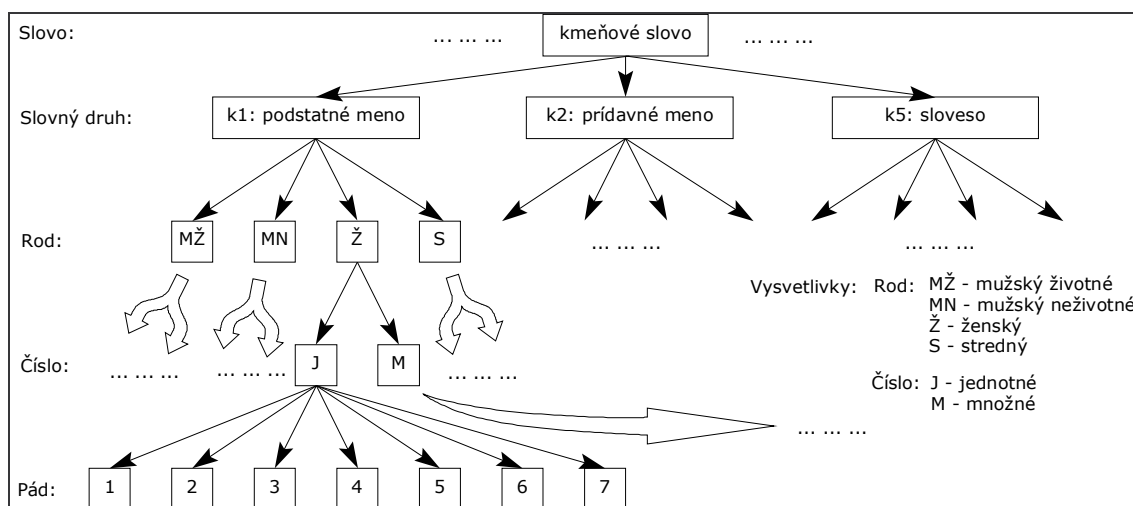 Slovo:
... ... ...
kmeňové slovo
... ... ...
Slovný druh:
k1: podstatné meno
k2: prídavné meno
k5: sloveso
Rod:
MŽ
MN
Ž
S
... ... ...
... ... ...
Vysvetlivky: Rod: MŽ - mužský životné
MN - mužský neživotné
Ž - ženský
S - stredný
Číslo:
... ... ...
... ... ...
J
M
... ... ...
Číslo: J - jednotné
M - množné
... ... ...
Pád:
1
2
3
4
5
6
7